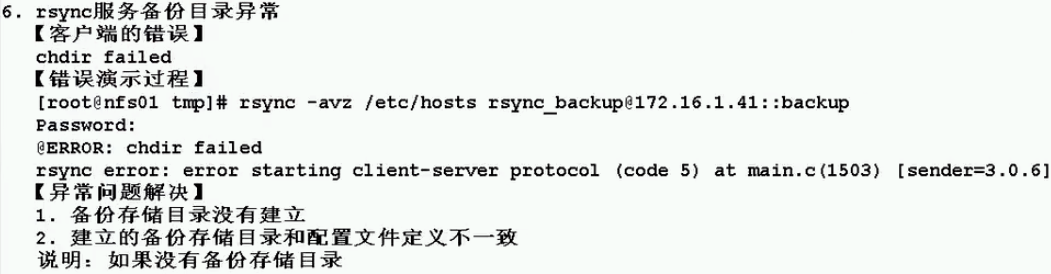 6. rsync服务备份目录异常
【客户端的错误】
chdir failed
【错误演示过程】
[root@nfs01 tmp]# rsync -avz /etc/hosts rsync_backup@172.16.1.41::backup
Password:
@ERROR: chdir failed
rsync error: error starting client-server protocol (code 5) at main.c(1503) [sender=3.0.6]
【异常问题解决】
1. 备份存储目录没有建立
2. 建立的备份存储目录和配置文件定义不一致
说明: 如果没有备份存储目录